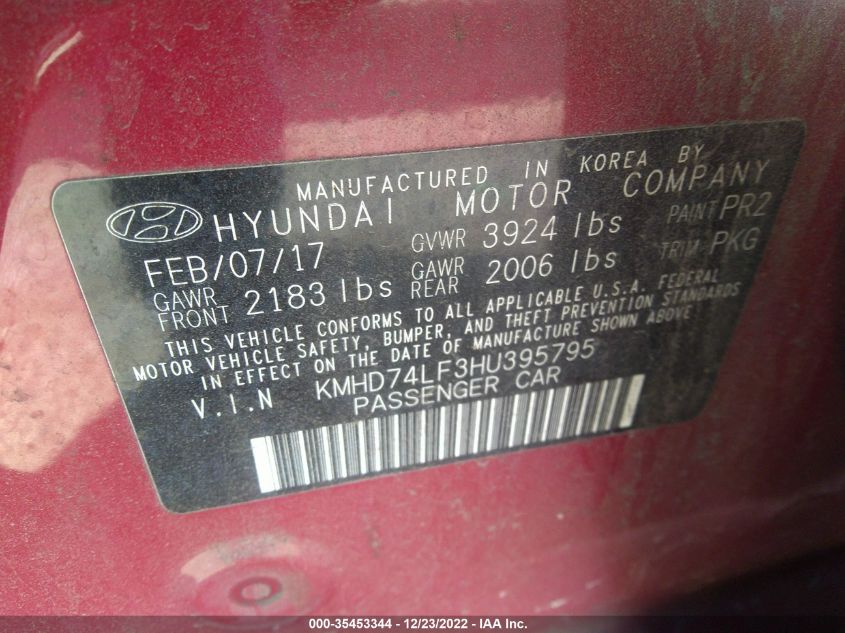 MANUFACTURED IN KOREA BY
HYUNDAI MOTOR COMPANY
FEB/07/17 GVWR 3924 lbs PAINT PR2
GAWR FRONT 2183 lbs GAWR REAR 2006 lbs TRIM PKG
THIS VEHICLE CONFORMS TO ALL APPLICABLE U.S.A. FEDERAL
MOTOR VEHICLE SAFETY, BUMPER, AND THEFT PREVENTION STANDARDS
IN EFFECT ON THE DATE OF MANUFACTURE SHOWN ABOVE
V.I.N KMHD74LF3HU395795
PASSENGER CAR
000-35453344 - 12/23/2022 - IAA Inc.